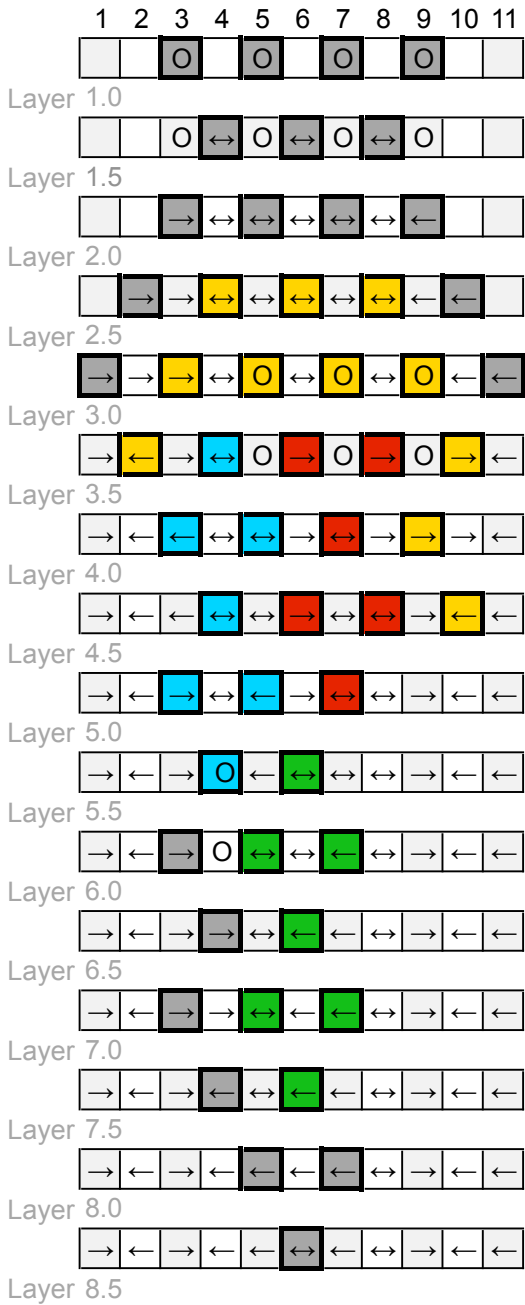 1 2 3 4 5 6 7 8 9 10 11
O O O O
Layer 1.0
O ↔ O ↔ O ↔ O
Layer 1.5
→ ↔ ↔ ↔ ↔ ↔ ←
Layer 2.0
→ → ↔ ↔ ↔ ↔ ↔ ← ←
Layer 2.5
→ → → ↔ O ↔ O ↔ O ← ←
Layer 3.0
→ ← → ↔ O → O → O → ←
Layer 3.5
→ ← ← ↔ ↔ → ↔ → → → ←
Layer 4.0
→ ← ← ↔ ↔ → ↔ ↔ → ← ←
Layer 4.5
→ ← → ↔ ← → ↔ ↔ → ← ←
Layer 5.0
→ ← → O ← ↔ ↔ ↔ → ← ←
Layer 5.5
→ ← → O ↔ ↔ ← ↔ → ← ←
Layer 6.0
→ ← → → ↔ ← ← ↔ → ← ←
Layer 6.5
→ ← → → ↔ ← ← ↔ → ← ←
Layer 7.0
→ ← → ← ↔ ← ← ↔ → ← ←
Layer 7.5
→ ← → ← ← ← ← ↔ → ← ←
Layer 8.0
→ ← → ← ← ↔ ← ↔ → ← ←
Layer 8.5